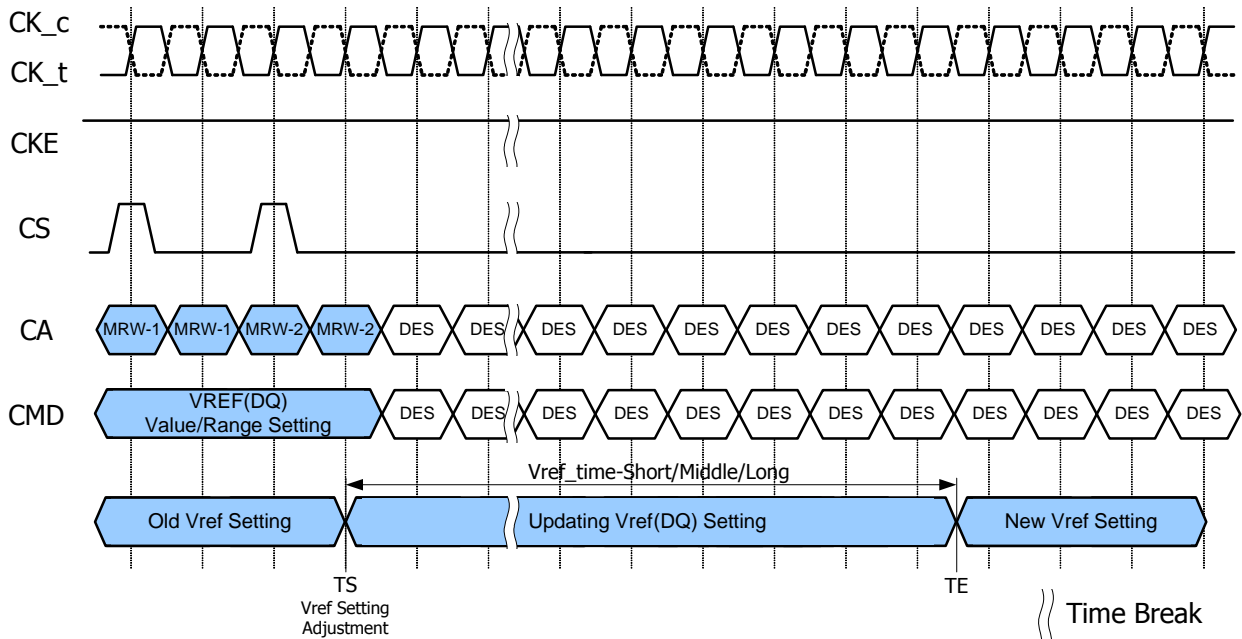 CK_c
CK_t
CKE
CS
CA
MRW-1 MRW-1 MRW-2 MRW-2 DES DES DES DES DES DES DES DES DES DES DES DES
CMD
VREF(DQ)
Value/Range Setting
DES DES DES DES DES DES DES DES DES DES DES DES
Vref_time-Short/Middle/Long
Old Vref Setting
Updating Vref(DQ) Setting
New Vref Setting
TS
Vref Setting
Adjustment
TE
Time Break